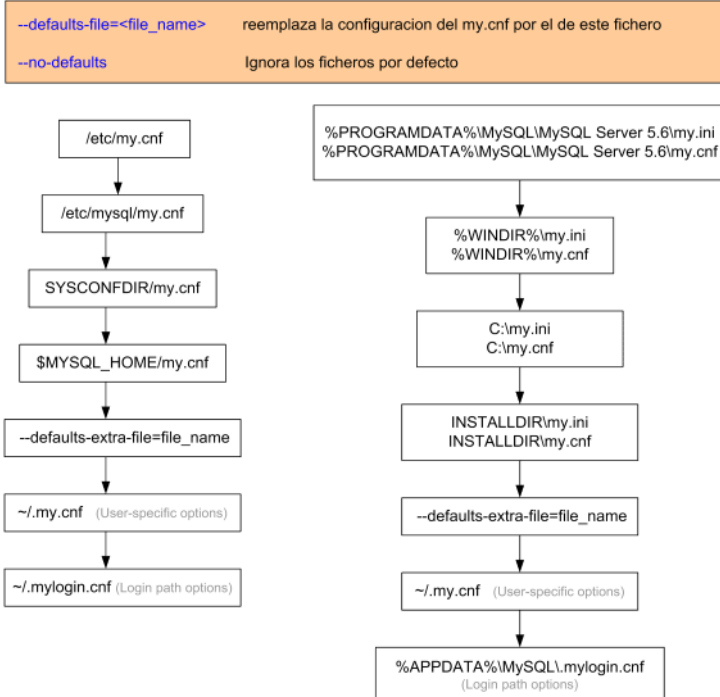 --defaults-file=<file_name> reemplaza la configuracion del my.cnf por el de este fichero
--no-defaults Ignora los ficheros por defecto
/etc/my.cnf
/etc/mysql/my.cnf
SYSCONFDIR/my.cnf
$MYSQL_HOME/my.cnf
--defaults-extra-file=file_name
~/.my.cnf (User-specific options)
~/.mylogin.cnf (Login path options)
%PROGRAMDATA%\MySQL\MySQL Server 5.6\my.ini
%PROGRAMDATA%\MySQL\MySQL Server 5.6\my.cnf
%WINDIR%\my.ini
%WINDIR%\my.cnf
C:\my.ini
C:\my.cnf
INSTALLDIR\my.ini
INSTALLDIR\my.cnf
--defaults-extra-file=file_name
~/.my.cnf (User-specific options)
%APPDATA%\MySQL\.mylogin.cnf
(Login path options)